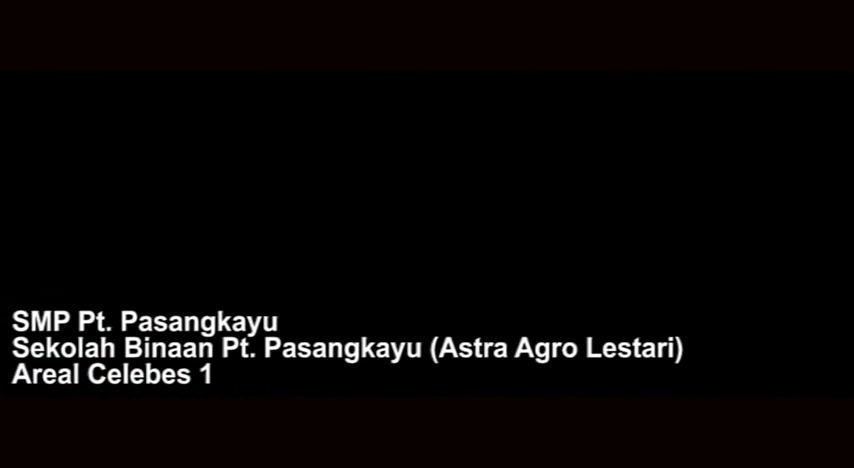 SMP Pt. Pasangkayu
Sekolah Binaan Pt. Pasangkayu (Astra Agro Lestari)
Areal Celebes 1